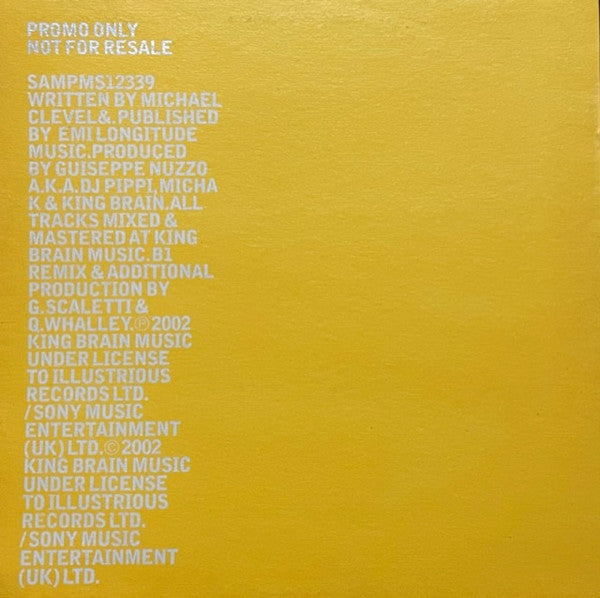 PROMO ONLY
NOT FOR RESALE
SAMPMS12339
WRITTEN BY MICHAEL
CLEVEL&.PUBLISHED
BY EMI LONGITUDE
MUSIC.PRODUCED
BY GUISEPPE NUZZO
A.K.A.DJ PIPPI,MICHA
K & KING BRAIN.ALL
TRACKS MIXED &
MASTERED AT KING
BRAIN MUSIC.B1
REMIX & ADDITIONAL
PRODUCTION BY
G.SCALETTI &
Q.WHALLEY.℗2002
KING BRAIN MUSIC
UNDER LICENSE
TO ILLUSTRIOUS
RECORDS LTD.
/SONY MUSIC
ENTERTAINMENT
(UK) LTD.©2002
KING BRAIN MUSIC
UNDER LICENSE
TO ILLUSTRIOUS
RECORDS LTD.
/SONY MUSIC
ENTERTAINMENT
(UK) LTD.